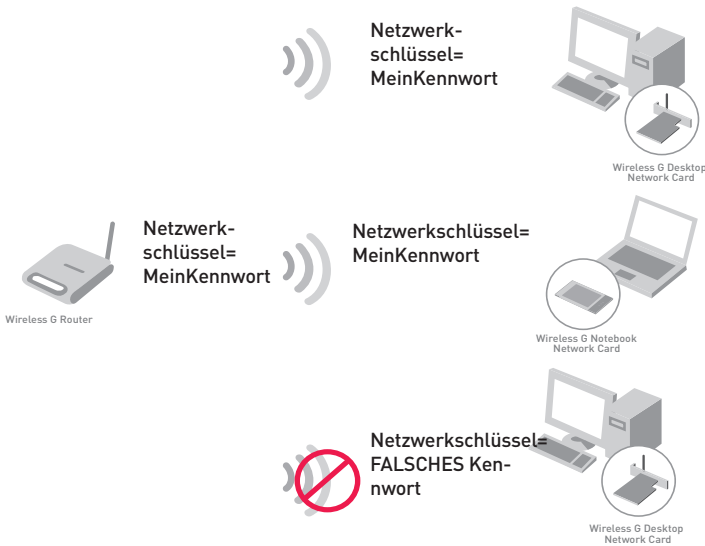 Netzwerk-
schlüssel=
MeinKennwort
Wireless G Desktop
Network Card
Netzwerk-
schlüssel=
MeinKennwort
Wireless G Router
Netzwerkschlüssel=
MeinKennwort
Wireless G Notebook
Network Card
Netzwerkschlüssel=
FALSCHES Ken-
nwort
Wireless G Desktop
Network Card